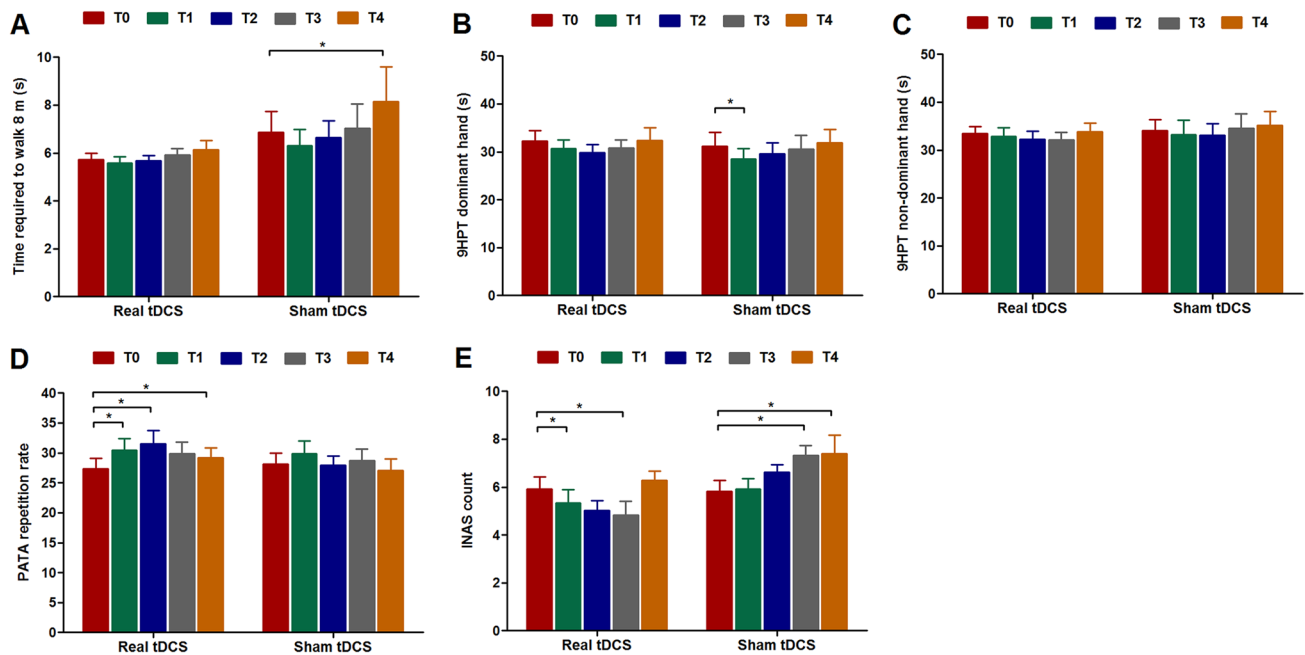 A
T0 T1 T2 T3 T4
Time required to walk 8 m (s)
10
8
6
4
2
0
*
Real tDCS Sham tDCS
B
T0 T1 T2 T3 T4
9HPT dominant hand (s)
50
40
30
20
10
0
*
Real tDCS Sham tDCS
C
T0 T1 T2 T3 T4
9HPT non-dominant hand (s)
50
40
30
20
10
0
Real tDCS Sham tDCS
D
T0 T1 T2 T3 T4
PATA repetition rate
40
35
30
25
20
15
10
5
0
*
*
*
Real tDCS Sham tDCS
E
T0 T1 T2 T3 T4
INAS count
10
8
6
4
2
0
* *
* *
Real tDCS Sham tDCS